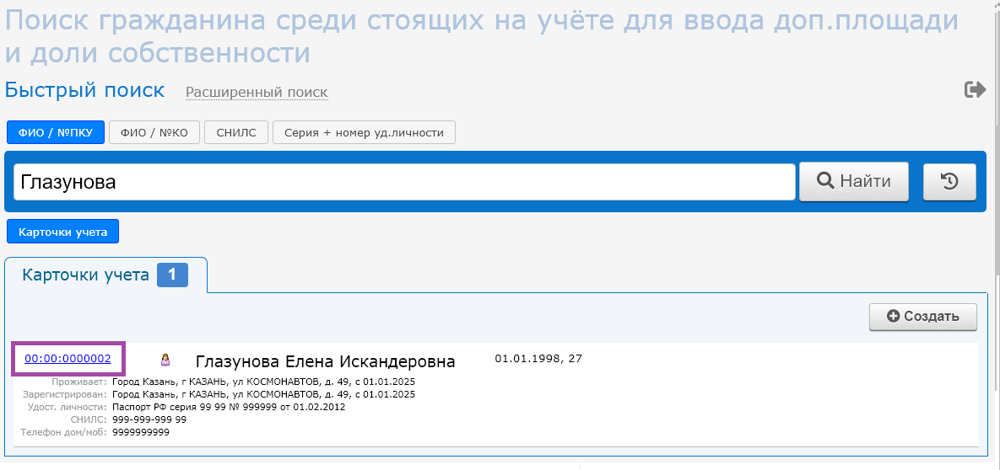 Поиск гражданина среди стоящих на учёте для ввода доп.площади
и доли собственности
Быстрый поиск Расширенный поиск
ФИО / №ПКУ ФИО / №КО СНИЛС Серия + номер уд.личности
Глазунова Найти
Карточки учета
Карточки учета 1
Создать
00:00:0000002 Глазунова Елена Искандеровна 01.01.1998, 27
Проживает: Город Казань, г КАЗАНЬ, ул КОСМОНАВТОВ, д. 49, с 01.01.2025
Зарегистрирован: Город Казань, г КАЗАНЬ, ул КОСМОНАВТОВ, д. 49, с 01.01.2025
Удост. личности: Паспорт РФ серия 99 99 № 999999 от 01.02.2012
СНИЛС: 999-999-999 99
Телефон дом/моб: 9999999999